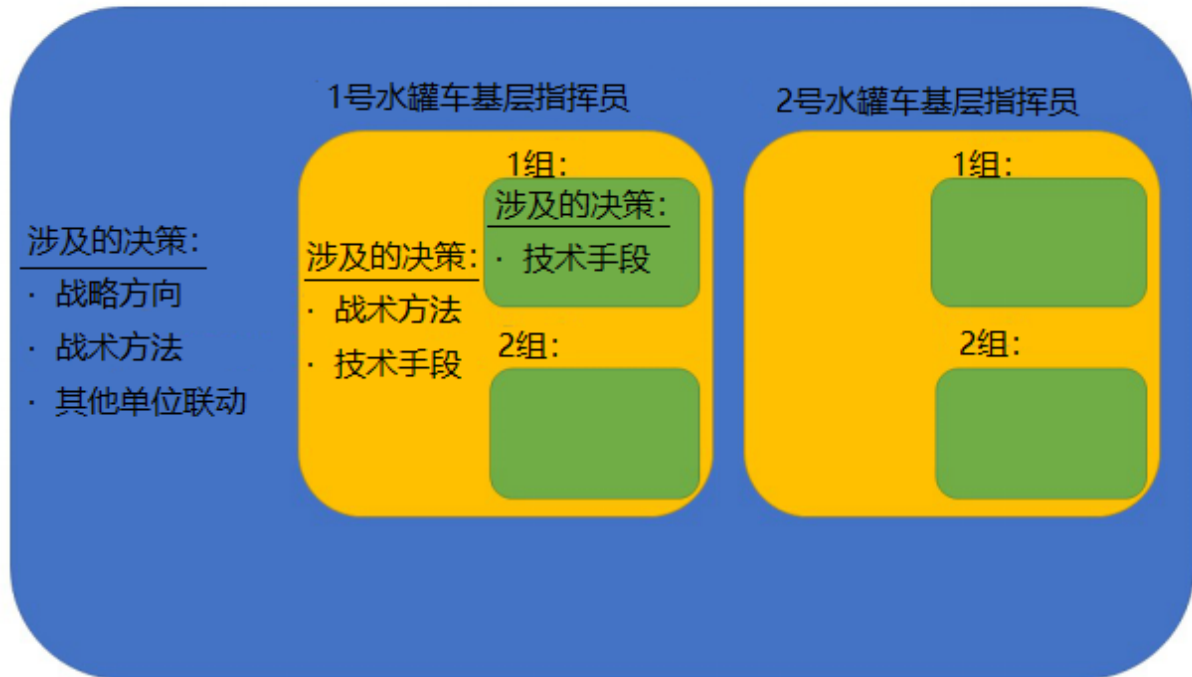 1号水罐车基层指挥员
2号水罐车基层指挥员
涉及的决策：
· 战略方向
· 战术方法
· 其他单位联动
涉及的决策：
· 战术方法
· 技术手段
1组：
涉及的决策：
· 技术手段
2组：
1组：
2组：